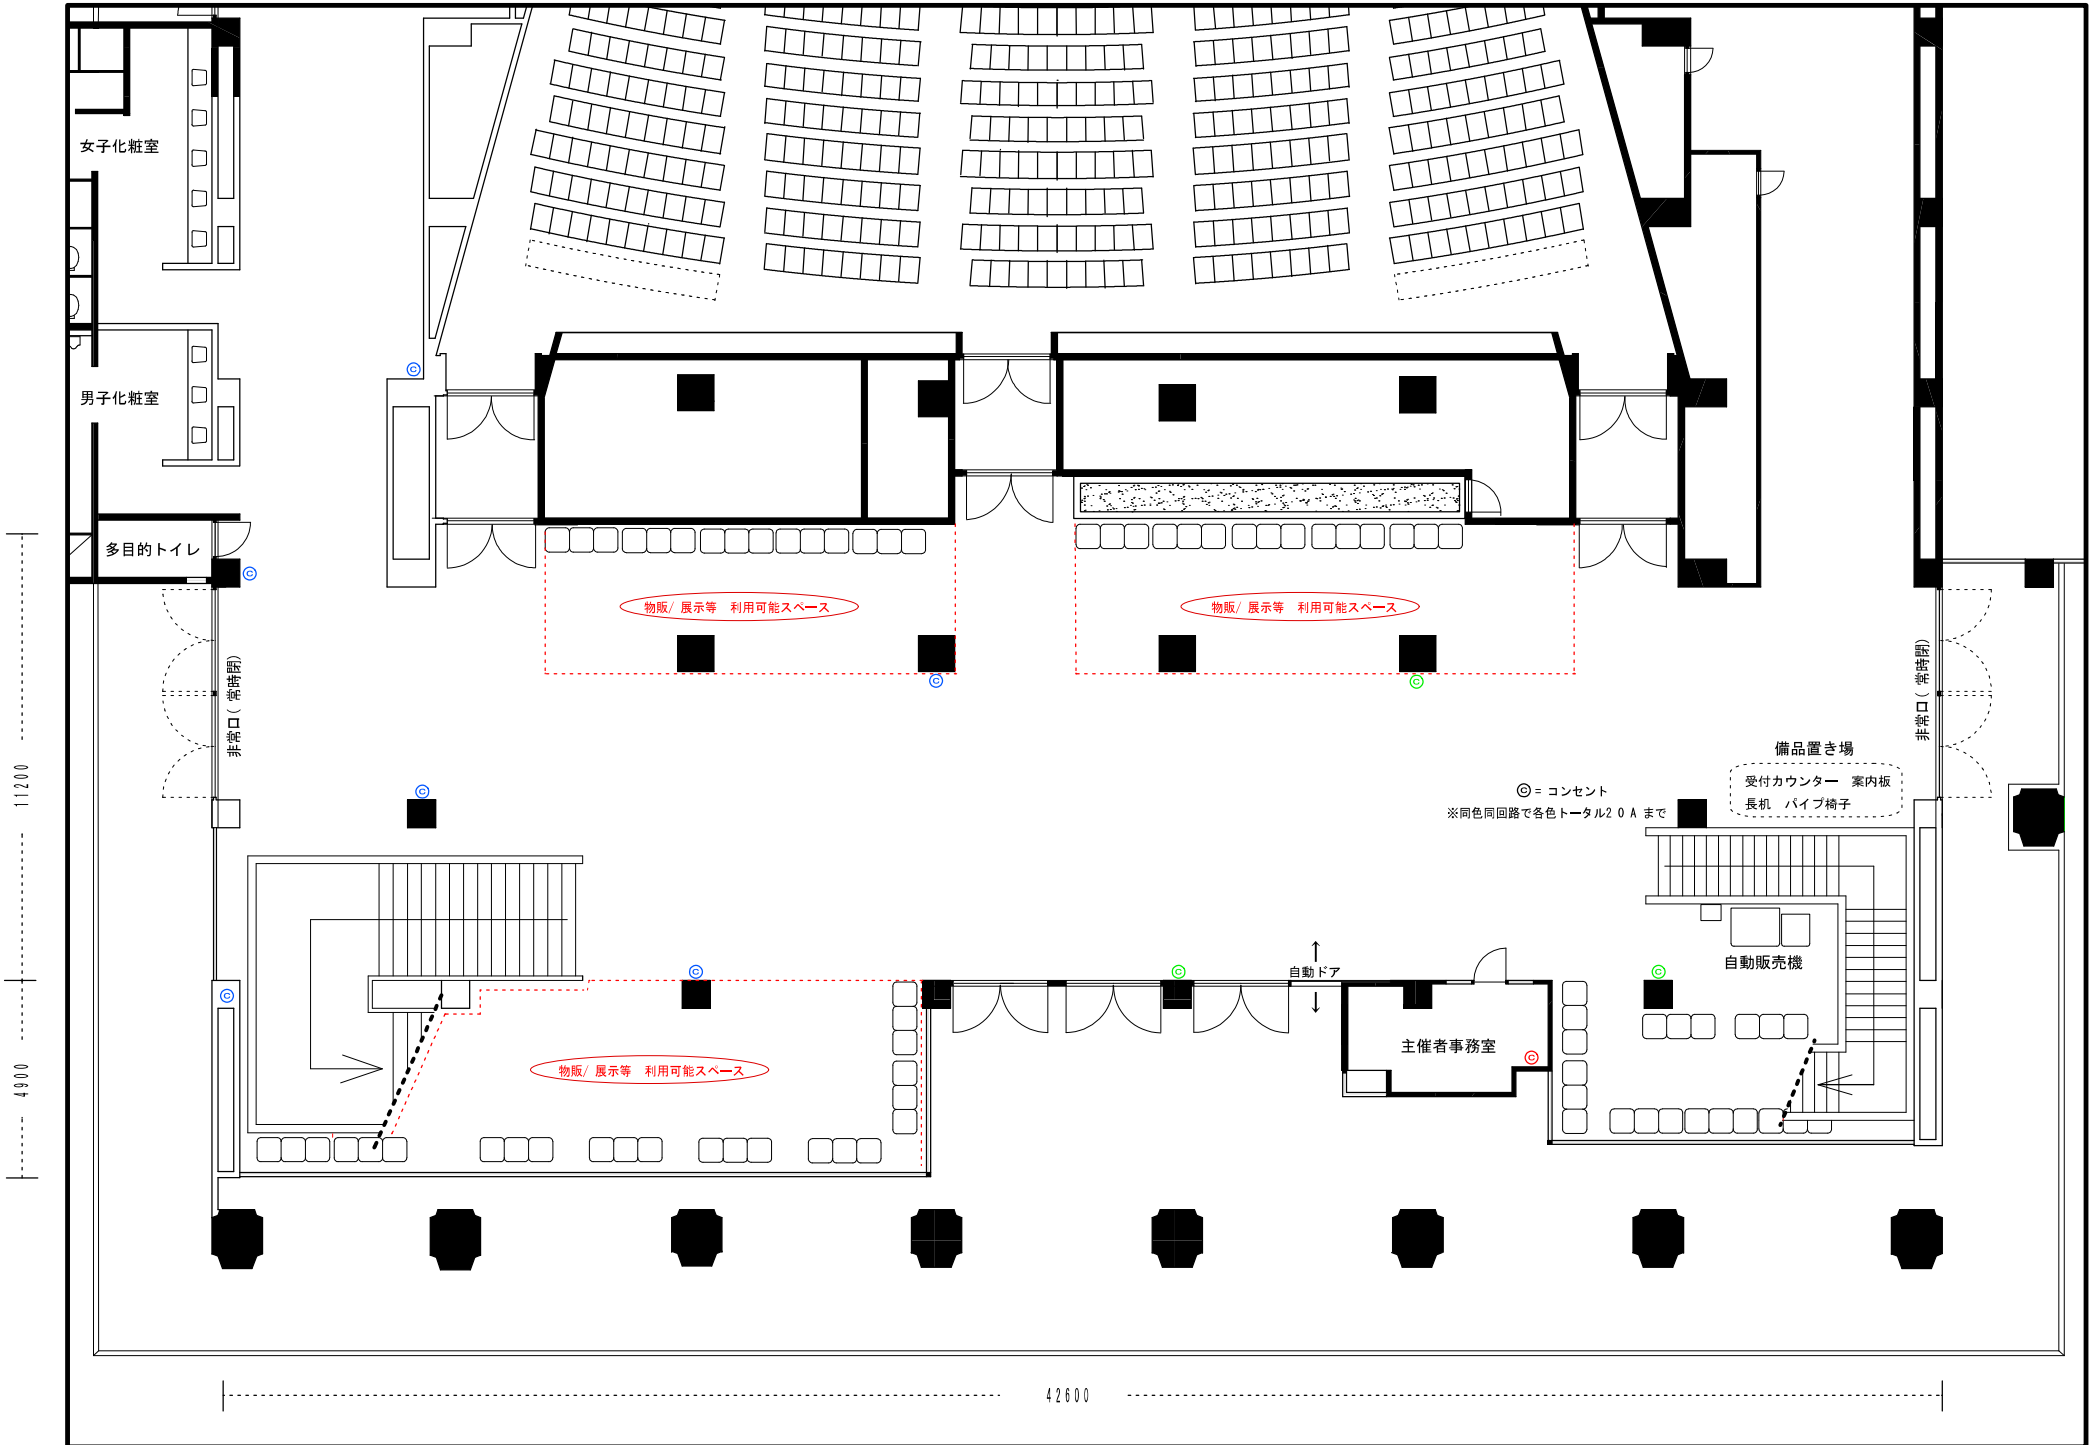 女子化粧室
男子化粧室
多目的トイレ
物販/ 展示等　利用可能スペース
物販/ 展示等　利用可能スペース
非常口( 常時閉)
非常口( 常時閉)
備品置き場
受付カウンター　案内板
長机　パイプ椅子
Ⓒ = コンセント
※同色同回路で各色トータル2０Ａ まで
自動ドア
自動販売機
主催者事務室
物販/ 展示等　利用可能スペース
11200
4900
42600